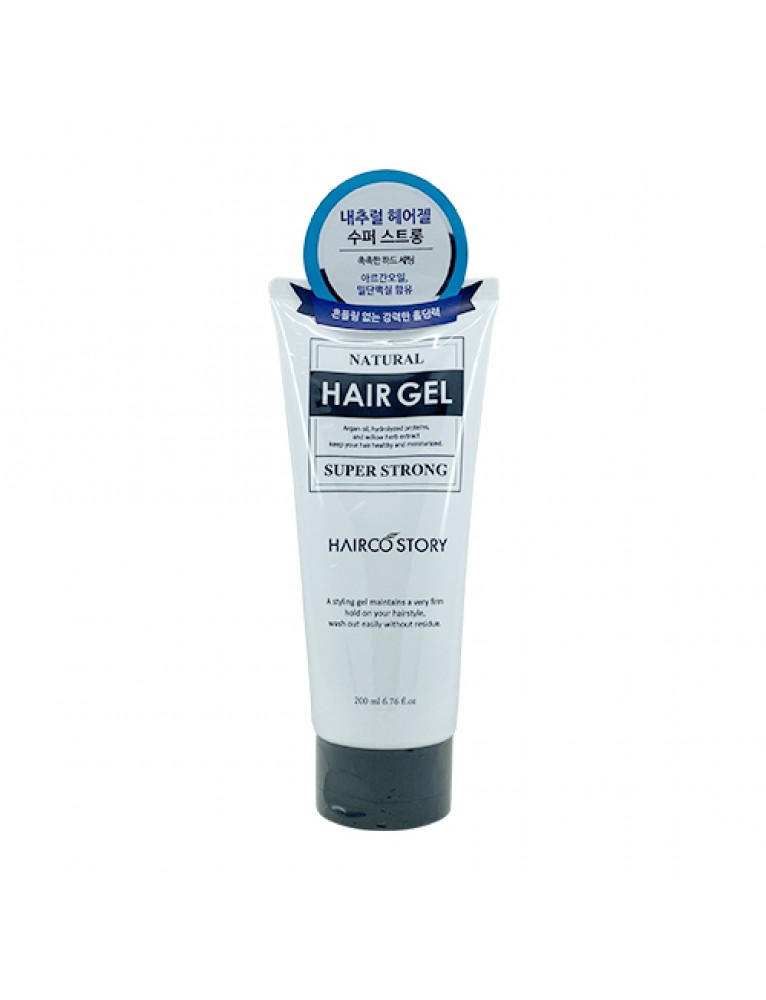 내추럴 헤어젤
수퍼 스트롱
촉촉한 하드 세팅
아르간오일,
밀단백질 함유
흔들림 없는 강력한 홀딩력
NATURAL
HAIR GEL
Argan oil, hydrolyzed proteins,
and willow herb extract
keep your hair healthy and moisturized.
SUPER STRONG
HAIRCO STORY
A styling gel maintains a very firm
hold on your hairstyle,
wash out easily without residue.
200 ml 6.76 fl.oz